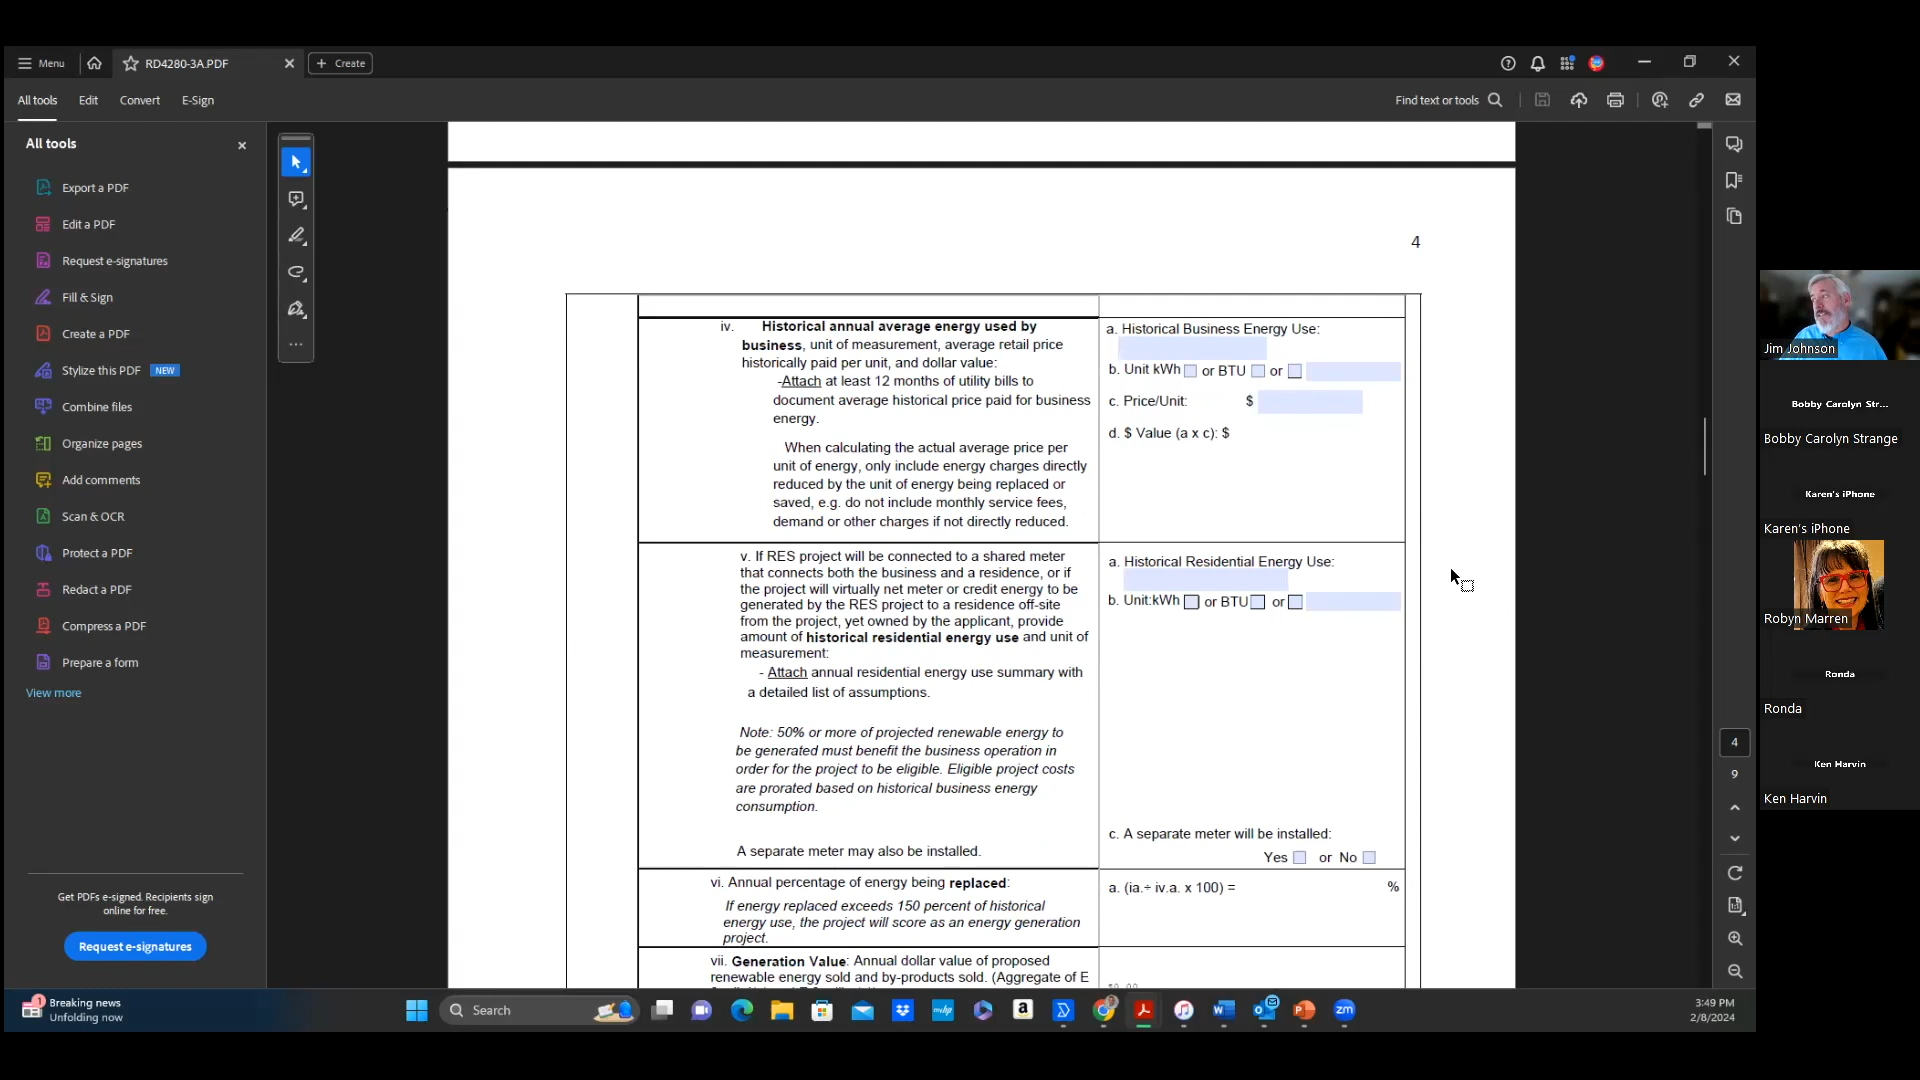 Menu
RD4280-3A.PDF
Create
All tools
Edit
Convert
E-Sign
Find text or tools
All tools
Export a PDF
Edit a PDF
Request e-signatures
Fill & Sign
Create a PDF
Stylize this PDF NEW
Combine files
Organize pages
Add comments
Scan & OCR
Protect a PDF
Redact a PDF
Compress a PDF
Prepare a form
View more
Get PDFs e-signed. Recipients sign
online for free.
Request e-signatures
4
iv. Historical annual average energy used by
business, unit of measurement, average retail price
historically paid per unit, and dollar value:
-Attach at least 12 months of utility bills to
document average historical price paid for business
energy.
When calculating the actual average price per
unit of energy, only include energy charges directly
reduced by the unit of energy being replaced or
saved, e.g. do not include monthly service fees,
demand or other charges if not directly reduced.
a. Historical Business Energy Use:
b. Unit kWh or BTU or
c. Price/Unit: $
d. $ Value (a x c): $
v. If RES project will be connected to a shared meter
that connects both the business and a residence, or if
the project will virtually net meter or credit energy to be
generated by the RES project to a residence off-site
from the project, yet owned by the applicant, provide
amount of historical residential energy use and unit of
measurement:
- Attach annual residential energy use summary with
a detailed list of assumptions.
Note: 50% or more of projected renewable energy to
be generated must benefit the business operation in
order for the project to be eligible. Eligible project costs
are prorated based on historical business energy
consumption.
A separate meter may also be installed.
a. Historical Residential Energy Use:
b. Unit:kWh or BTU or
c. A separate meter will be installed:
Yes or No
vi. Annual percentage of energy being replaced:
If energy replaced exceeds 150 percent of historical
energy use, the project will score as an energy generation
project.
a. (ia.÷ iv.a. x 100) = %
vii. Generation Value: Annual dollar value of proposed
renewable energy sold and by-products sold. (Aggregate of E
4
9
Jim Johnson
Bobby Carolyn Str...
Bobby Carolyn Strange
Karen's iPhone
Karen's iPhone
Robyn Marren
Ronda
Ronda
Ken Harvin
Ken Harvin
1
Breaking news
Unfolding now
Search
a
zm
3:49 PM
2/8/2024